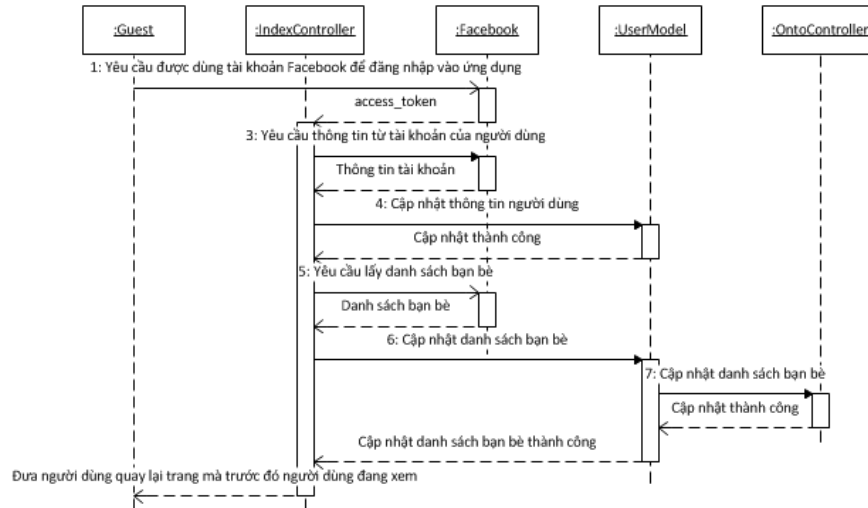 :Guest
:IndexController
:Facebook
:UserModel
:OntoController
1: Yêu cầu được dùng tài khoản Facebook để đăng nhập vào ứng dụng
access_token
3: Yêu cầu thông tin từ tài khoản của người dùng
Thông tin tài khoản
4: Cập nhật thông tin người dùng
Cập nhật thành công
5: Yêu cầu lấy danh sách bạn bè
Danh sách bạn bè
6: Cập nhật danh sách bạn bè
7: Cập nhật danh sách bạn bè
Cập nhật thành công
Cập nhật danh sách bạn bè thành công
Đưa người dùng quay lại trang mà trước đó người dùng đang xem